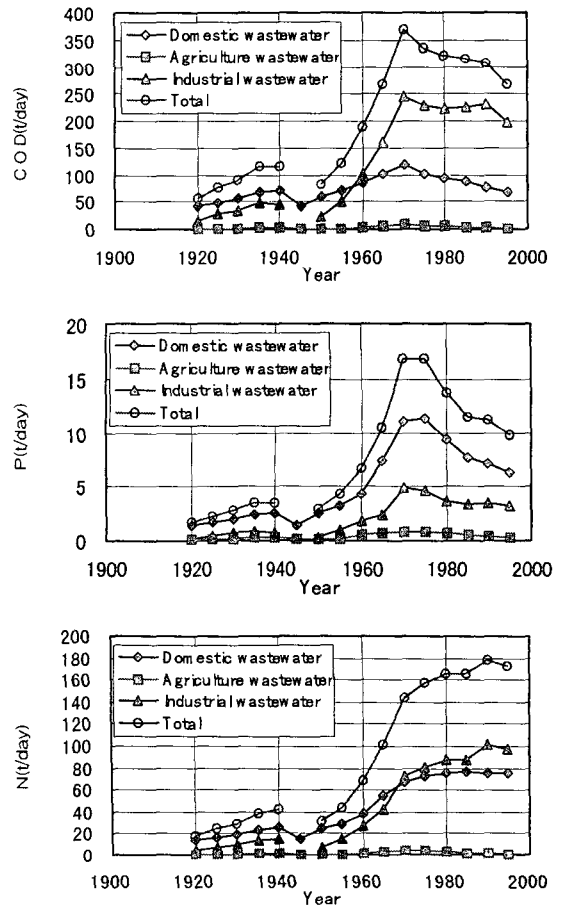 400
350
300
250
200
150
100
50
0
COD(t/day)
Domestic wastewater
Agriculture wastewater
Industrial wastewater
Total
1900 1920 1940 1960 1980 2000
Year
20
15
10
5
0
P(t/day)
Domestic wastewater
Agriculture wastewater
Industrial wastewater
Total
1900 1920 1940 1960 1980 2000
Year
200
180
160
140
120
100
80
60
40
20
0
N(t/day)
Domestic wastewater
Agriculture wastewater
Industrial wastewater
Total
1900 1920 1940 1960 1980 2000
Year